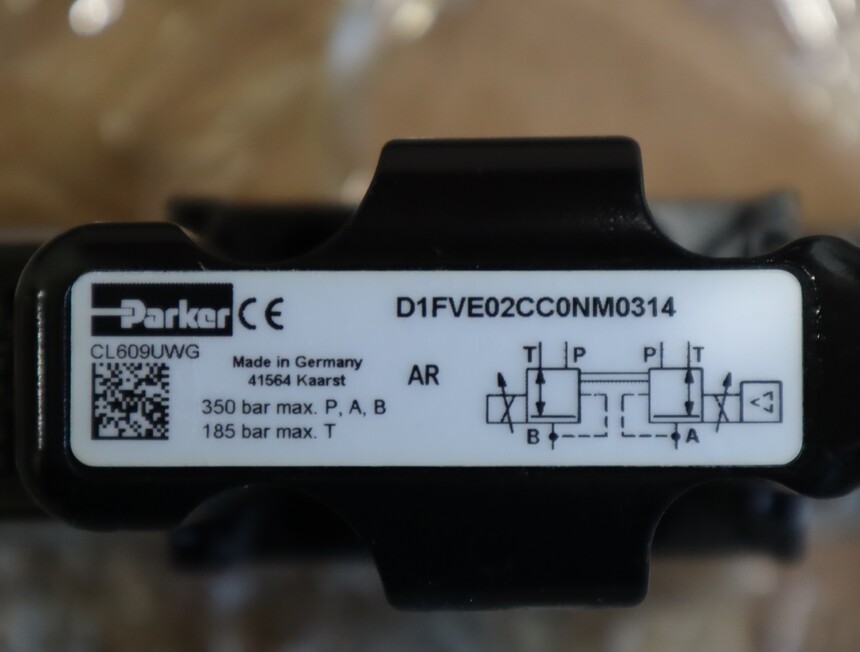 Parker CE
D1FVE02CC0NM0314
CL609UWG
Made in Germany
41564 Kaarst
AR
350 bar max. P, A, B
185 bar max. T
T P P T
B A